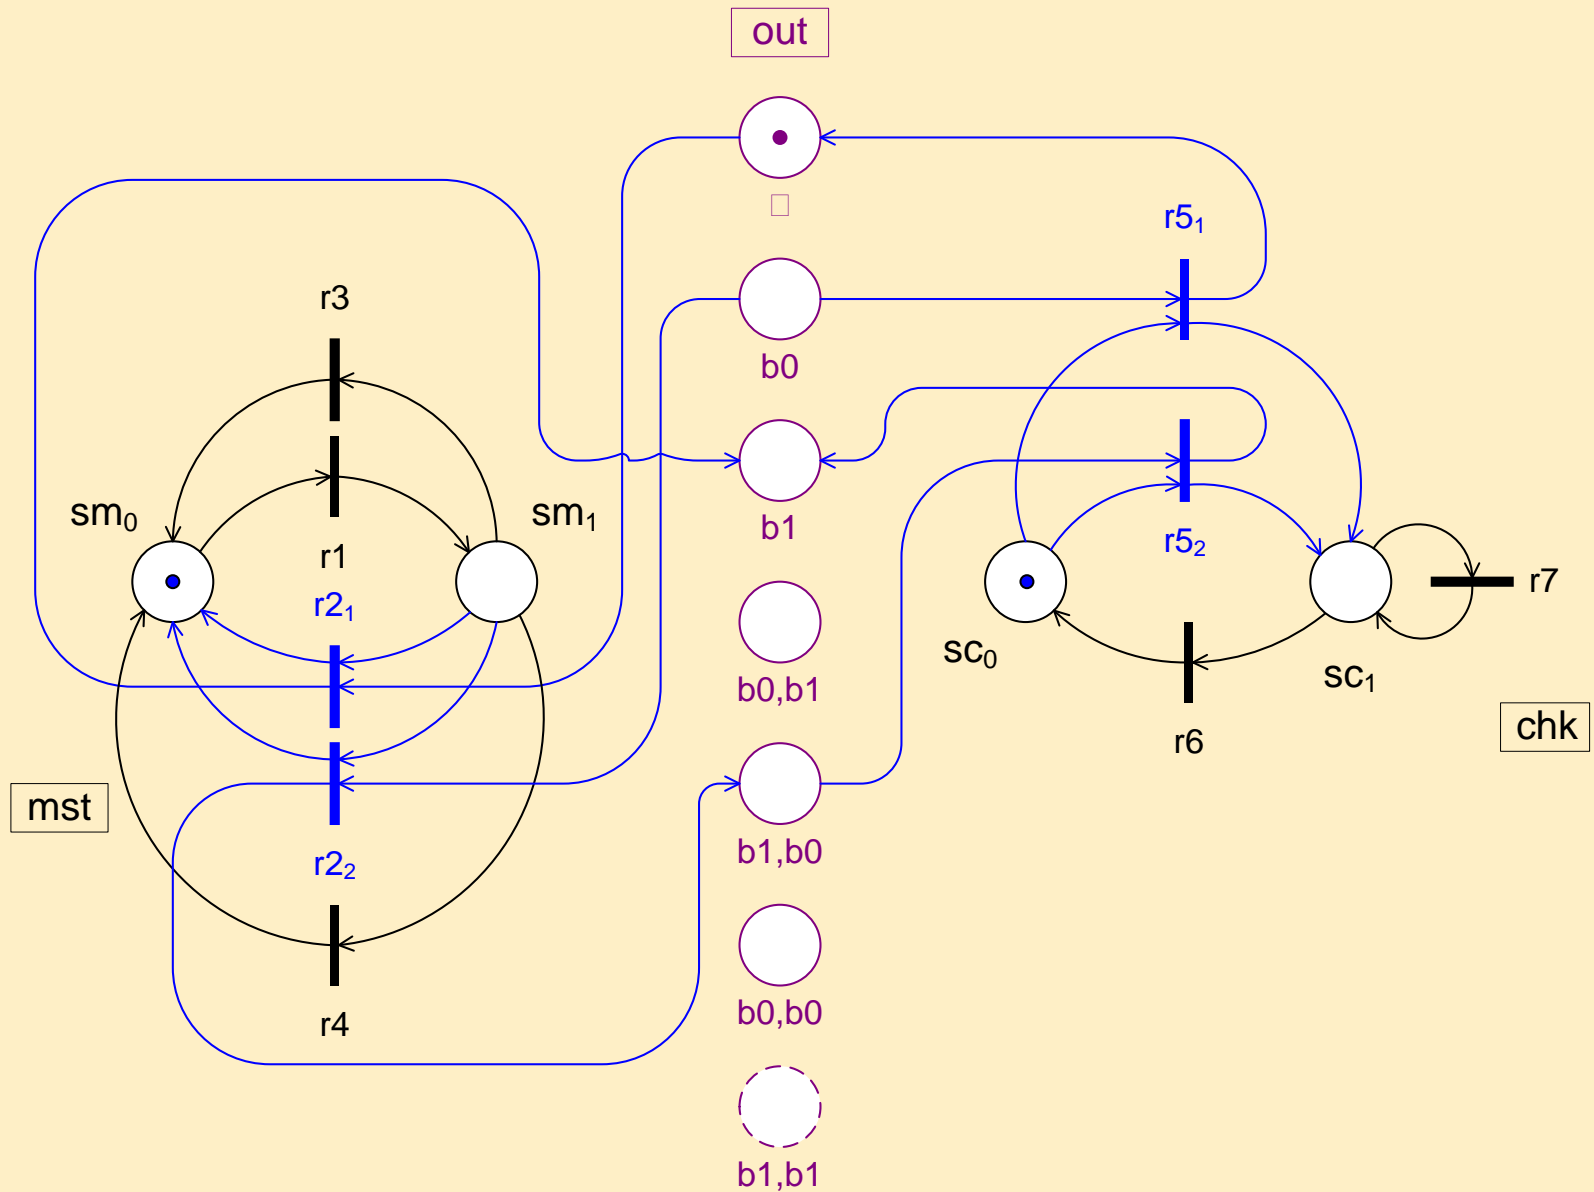 out
r5₁
r3
b0
sm₀
sm₁
b1
r1
r5₂
r7
r2₁
sc₀
sc₁
b0,b1
r6
chk
mst
b1,b0
r2₂
b0,b0
r4
b1,b1